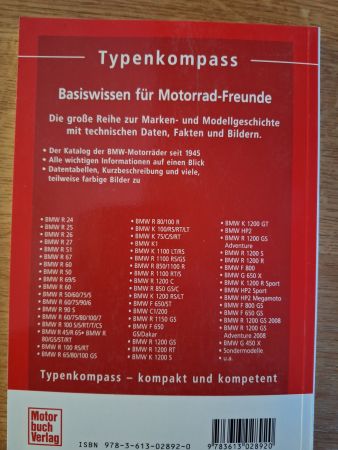 Typenkompass
Basiswissen für Motorrad-Freunde
Die große Reihe zur Marken- und Modellgeschichte
mit technischen Daten, Fakten und Bildern.
• Der Katalog der BMW-Motorräder seit 1945
• Alle wichtigen Informationen auf einen Blick
• Datentabellen, Kurzbeschreibung und viele,
teilweise farbige Bilder zu
• BMW R 24
• BMW R 25
• BMW R 26
• BMW R 27
• BMW R 51
• BMW R 67
• BMW R 68
• BMW R 50
• BMW R 69/S
• BMW R 60
• BMW R 50/60/75/5
• BMW R 60/75/90/6
• BMW R 90 S
• BMW R 60/75/80/100/7
• BMW R 100 S/S/RT/T/CS
• BMW R 45/R 65+ BMW R
80/GS/ST/RT
• BMW R 100 RS/RT
• BMW R 65/80/100 GS
• BMW R 80/100 R
• BMW K 100/RS/RT/LT
• BMW K 75/C/S/RT
• BMW K1
• BMW K 1100 LT/RS
• BMW R 1100 RS/GS
• BMW R 850/1100 R
• BMW R 1100 RT/S
• BMW R 1200 C
• BMW R 850 GS/C
• BMW K 1200 RS/LT
• BMW F 650/ST
• BMW C1/200
• BMW R 1150 GS
• BMW F 650
GS/Dakar
• BMW R 1200 GS
• BMW R 1200 RT
• BMW K 1200 S
• BMW K 1200 GT
• BMW HP2
• BMW R 1200 GS
Adventure
• BMW R 1200 S
• BMW R 1200 R
• BMW F 800
• BMW G 650 X
• BMW K 1200 R Sport
• BMW HP2 Sport
• BMW HP2 Megamoto
• BMW F 800 GS
• BMW F 650 GS
• BMW R 1200 GS 2008
• BMW R 1200 GS
Adventure 2008
• BMW G 450 X
• Sondermodelle
• u.a.
Typenkompass – kompakt und kompetent
Motor
buch
Verlag
ISBN 978-3-613-02892-0
9 783613 028920